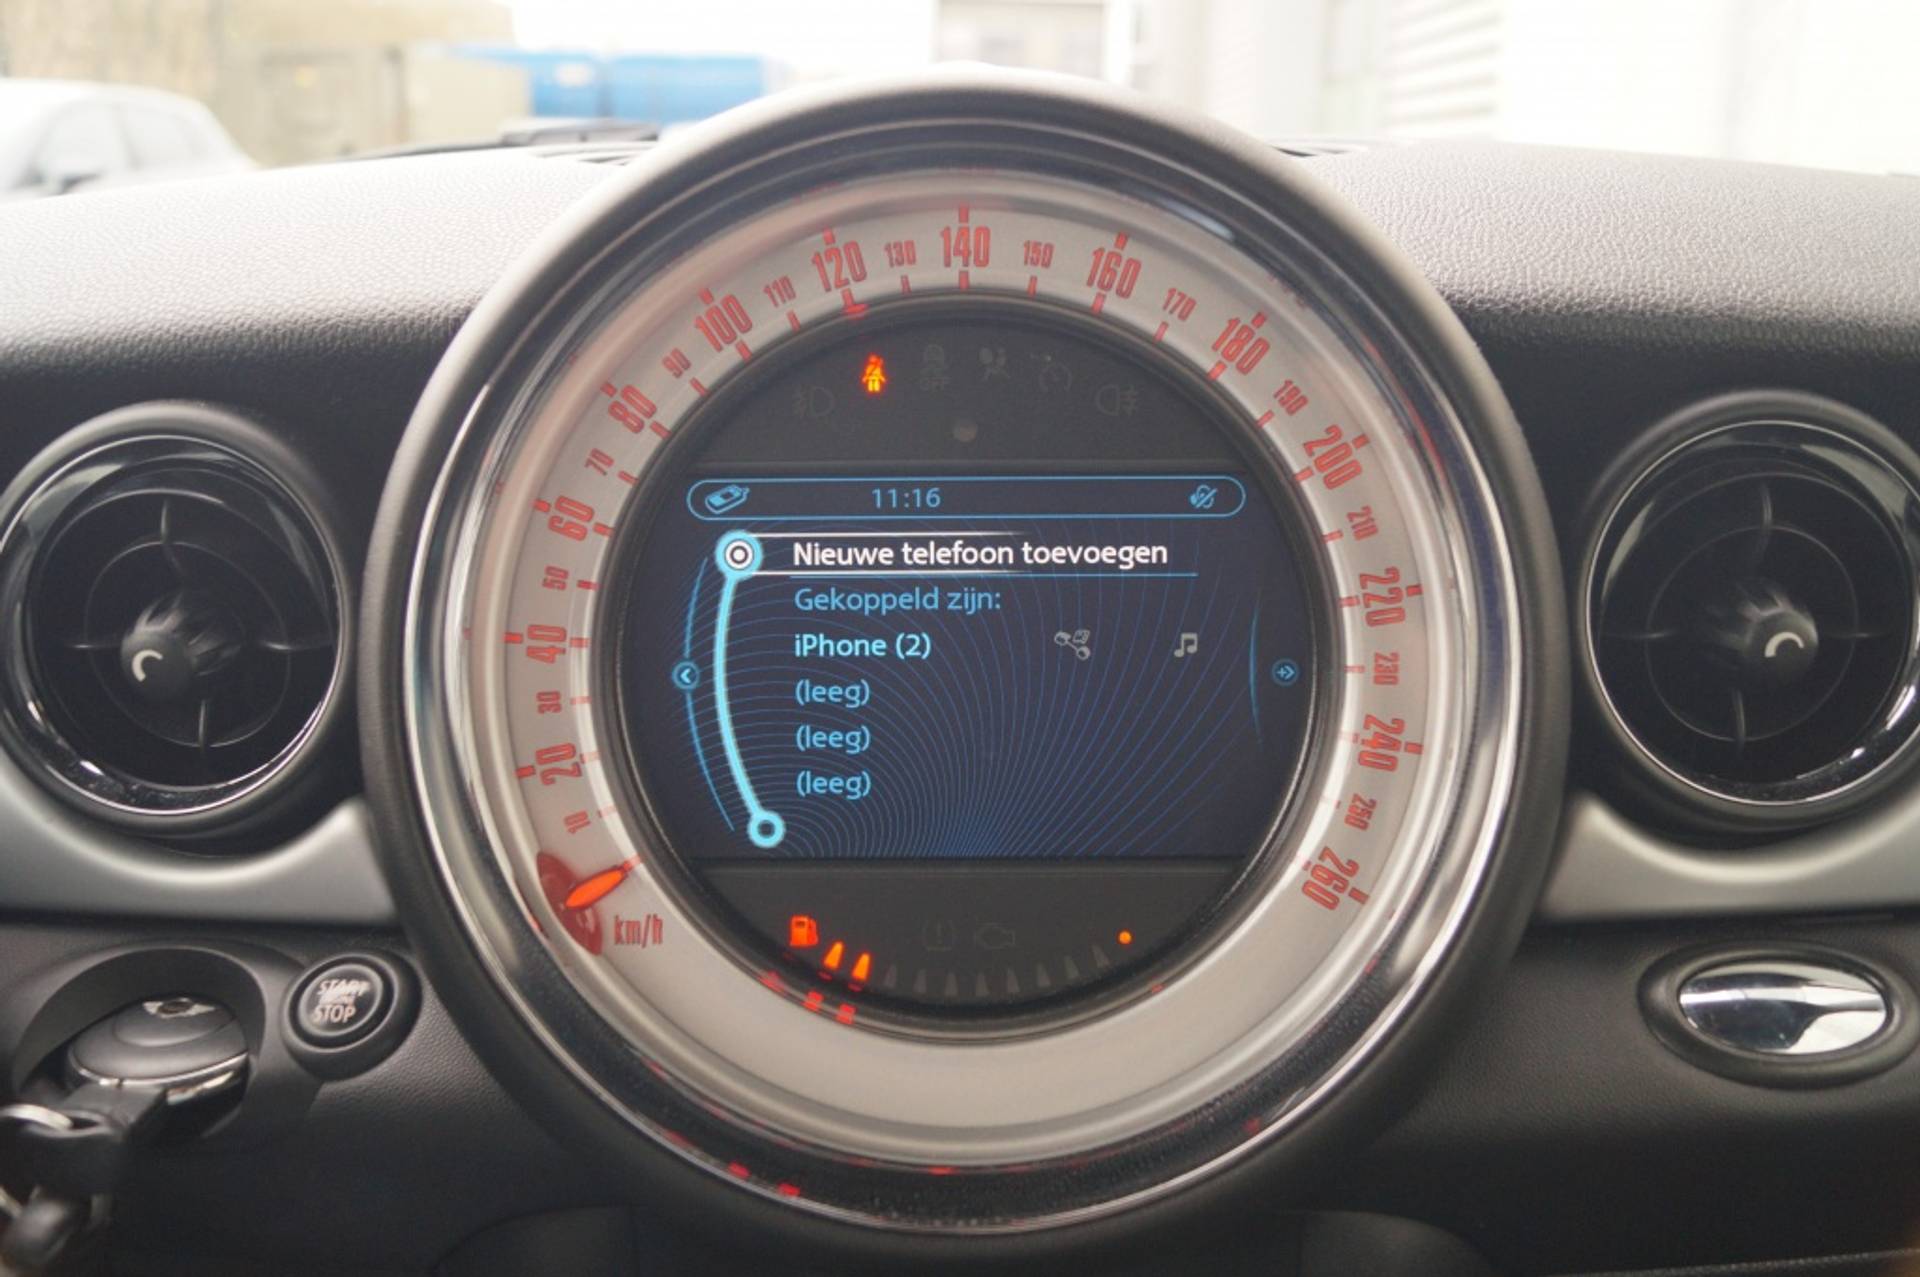 10
20
30
40
50
60
70
80
90
100
110
120
130
140
150
160
170
180
190
200
210
220
230
240
250
260
km/h
OFF
11:16
Nieuwe telefoon toevoegen
Gekoppeld zijn:
iPhone (2)
(leeg)
(leeg)
(leeg)
START
STOP